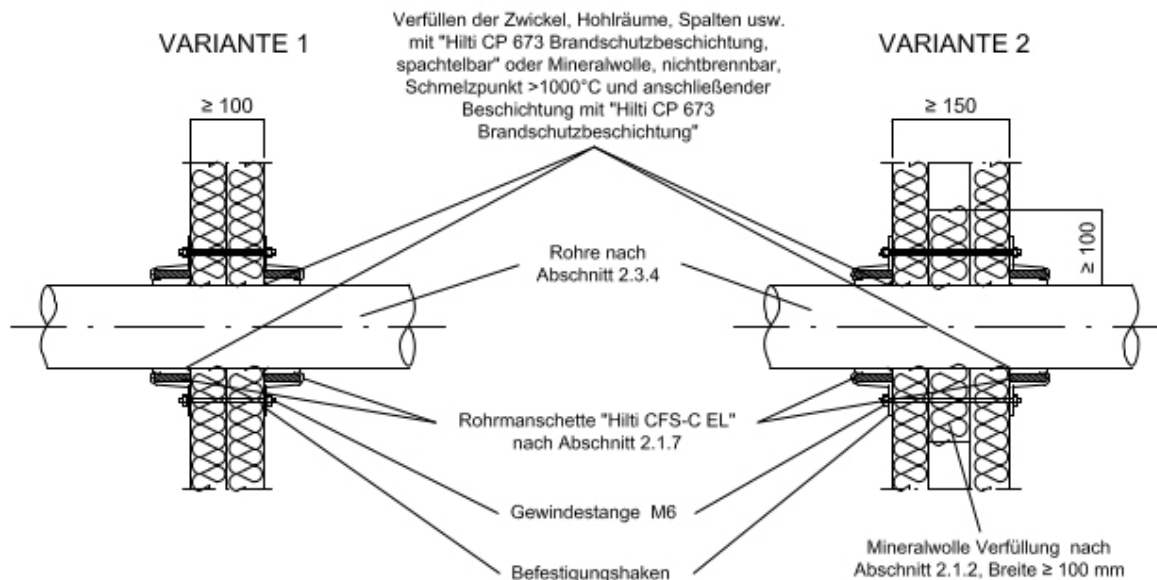 VARIANTE 1
Verfüllen der Zwickel, Hohlräume, Spalten usw.
mit "Hilti CP 673 Brandschutzbeschichtung,
spachtelbar" oder Mineralwolle, nichtbrennbar,
Schmelzpunkt >1000°C und anschließender
Beschichtung mit "Hilti CP 673
Brandschutzbeschichtung"
VARIANTE 2
≥ 100
≥ 150
≥ 100
Rohre nach
Abschnitt 2.3.4
Rohrmanschette "Hilti CFS-C EL"
nach Abschnitt 2.1.7
Gewindestange M6
Befestigungshaken
Mineralwolle Verfüllung nach
Abschnitt 2.1.2, Breite ≥ 100 mm